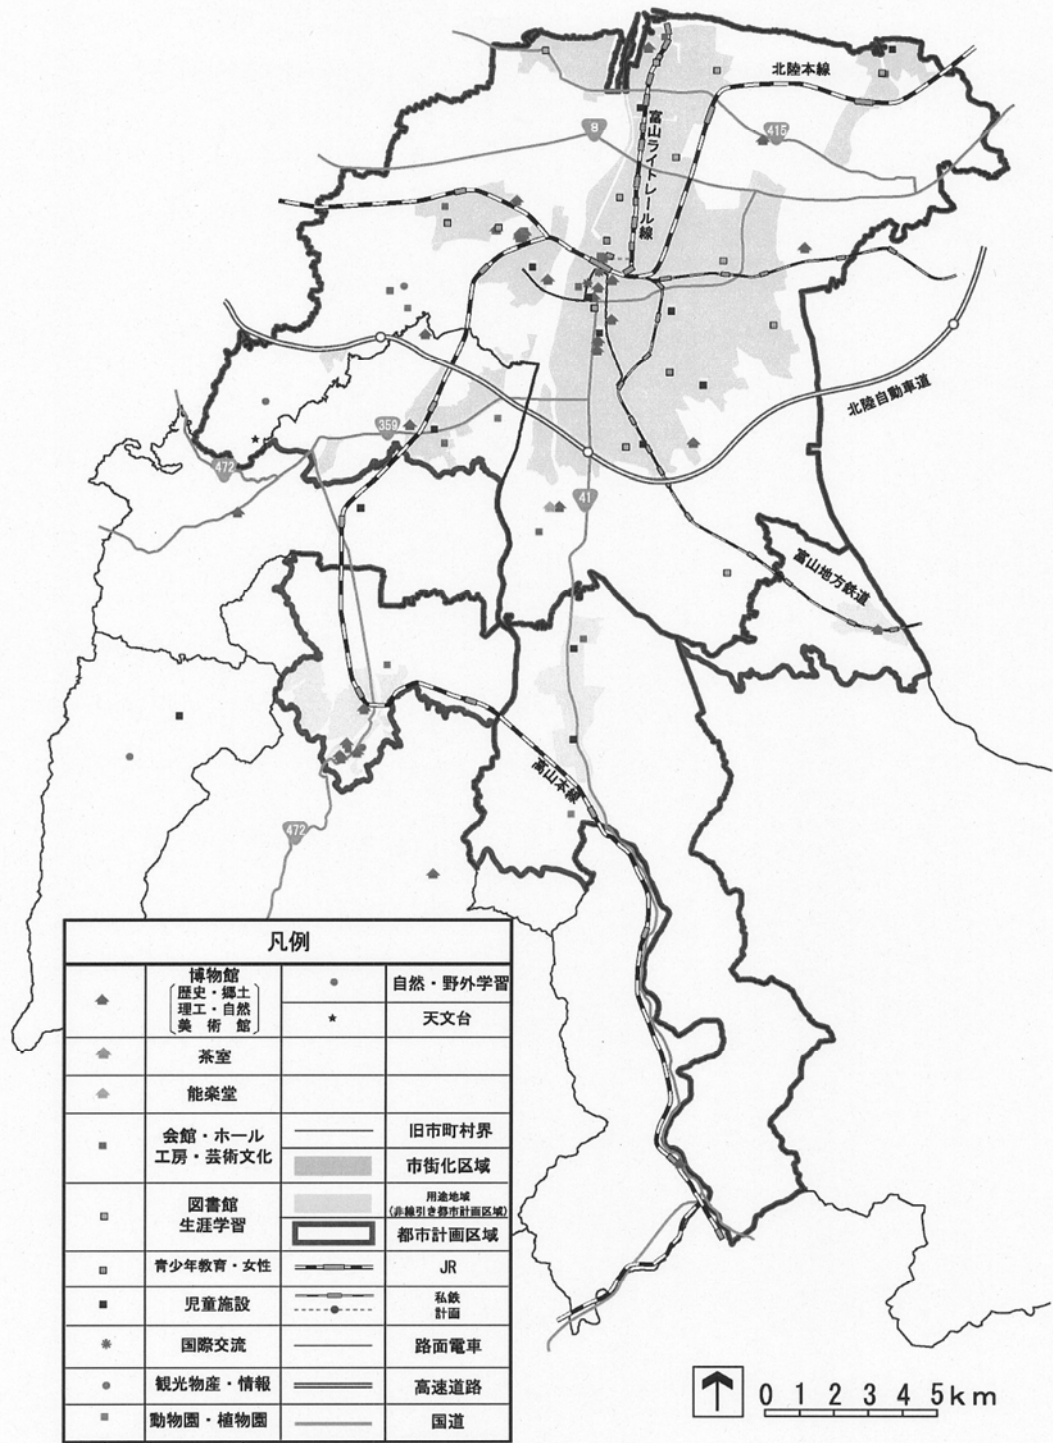 北陸本線
8
415
富山ライトレール線
北陸自動車道
359
472
41
富山地方鉄道
高山本線
472
凡例
博物館
歴史・郷土
理工・自然
美術館
自然・野外学習
天文台
茶室
能楽堂
会館・ホール
工房・芸術文化
旧市町村界
市街化区域
図書館
生涯学習
用途地域
(非線引き都市計画区域)
都市計画区域
青少年教育・女性
JR
児童施設
私鉄
計画
国際交流
路面電車
観光物産・情報
高速道路
動物園・植物園
国道
0 1 2 3 4 5km